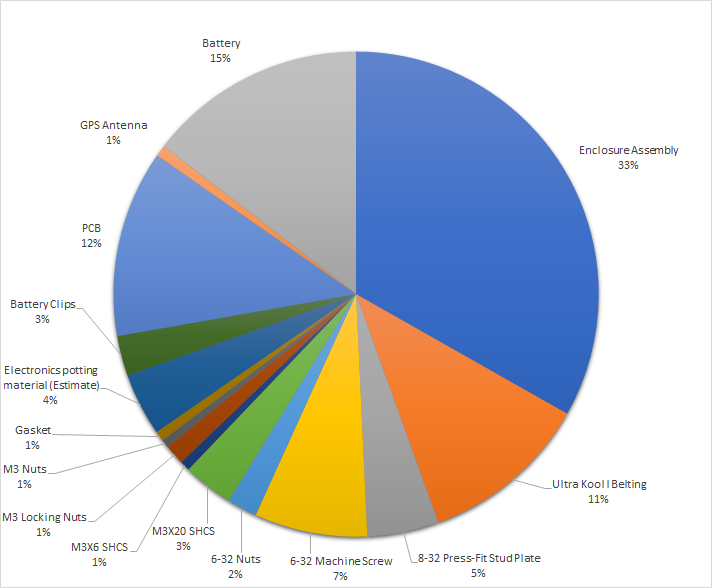 Battery
15%
Enclosure Assembly
33%
GPS Antenna
1%
PCB
12%
Battery Clips
3%
Electronics potting
material (Estimate)
4%
Gasket
1%
M3 Nuts
1%
M3 Locking Nuts
1%
M3X6 SHCS
1%
M3X20 SHCS
3%
6-32 Nuts
2%
6-32 Machine Screw
7%
8-32 Press-Fit Stud Plate
5%
Ultra Kool I Belting
11%